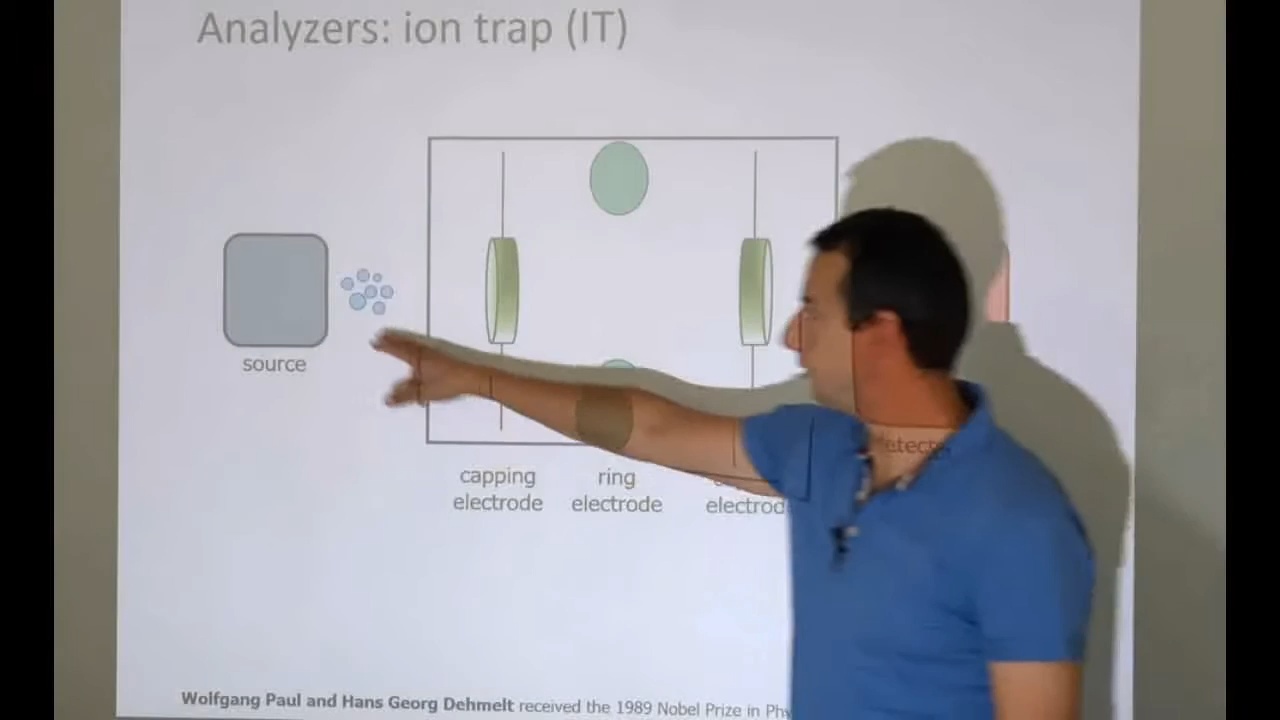 Analyzers: ion trap (IT)
source
capping
electrode
ring
electrode
Wolfgang Paul and Hans Georg Dehmelt received the 1989 Nobel Prize in